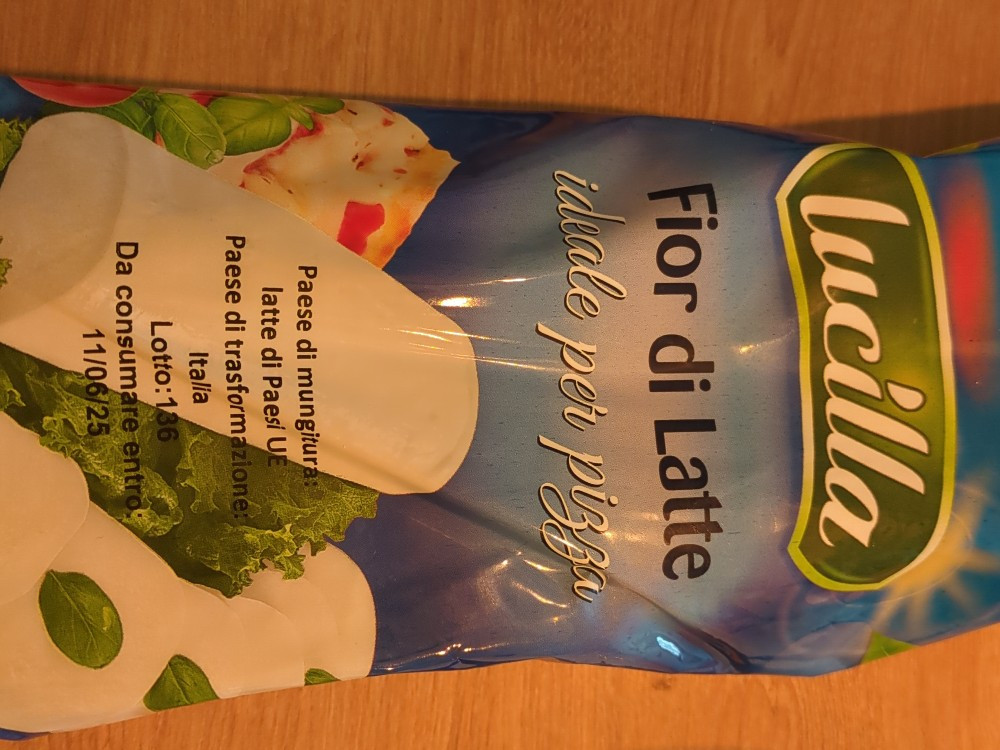 lucilla
Fior di Latte
ideale per pizza
Paese di mungitura:
latte di Paesi UE
Paese di trasformazione:
Italia
Lotto:136
Da consumare entro:
11/06/25